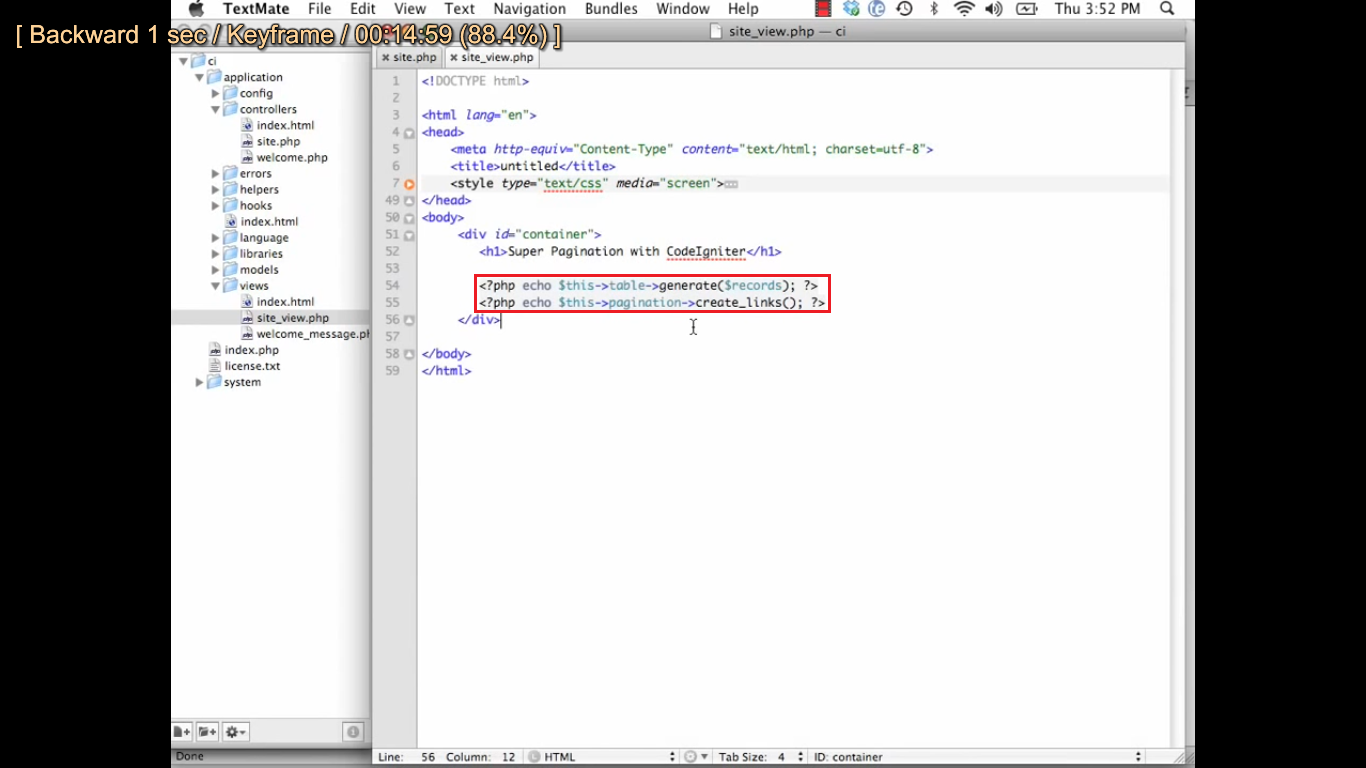 TextMate File Edit View Text Navigation Bundles Window Help Thu 3:52 PM
[ Backward 1 sec / Keyframe / 00:14:59 (88.4%) ]
site_view.php — ci
site.php site_view.php
ci
application
config
controllers
index.html
site.php
welcome.php
errors
helpers
hooks
index.html
language
libraries
models
views
index.html
site_view.php
welcome_message.ph
index.php
license.txt
system
1 <!DOCTYPE html>
2
3 <html lang="en">
4 <head>
5 <meta http-equiv="Content-Type" content="text/html; charset=utf-8">
6 <title>untitled</title>
7 <style type="text/css" media="screen">
49 </head>
50 <body>
51 <div id="container">
52 <h1>Super Pagination with CodeIgniter</h1>
53
54 <?php echo $this->table->generate($records); ?>
55 <?php echo $this->pagination->create_links(); ?>
56 </div>
57
58 </body>
59 </html>
Done
Line: 56 Column: 12 HTML Tab Size: 4 ID: container